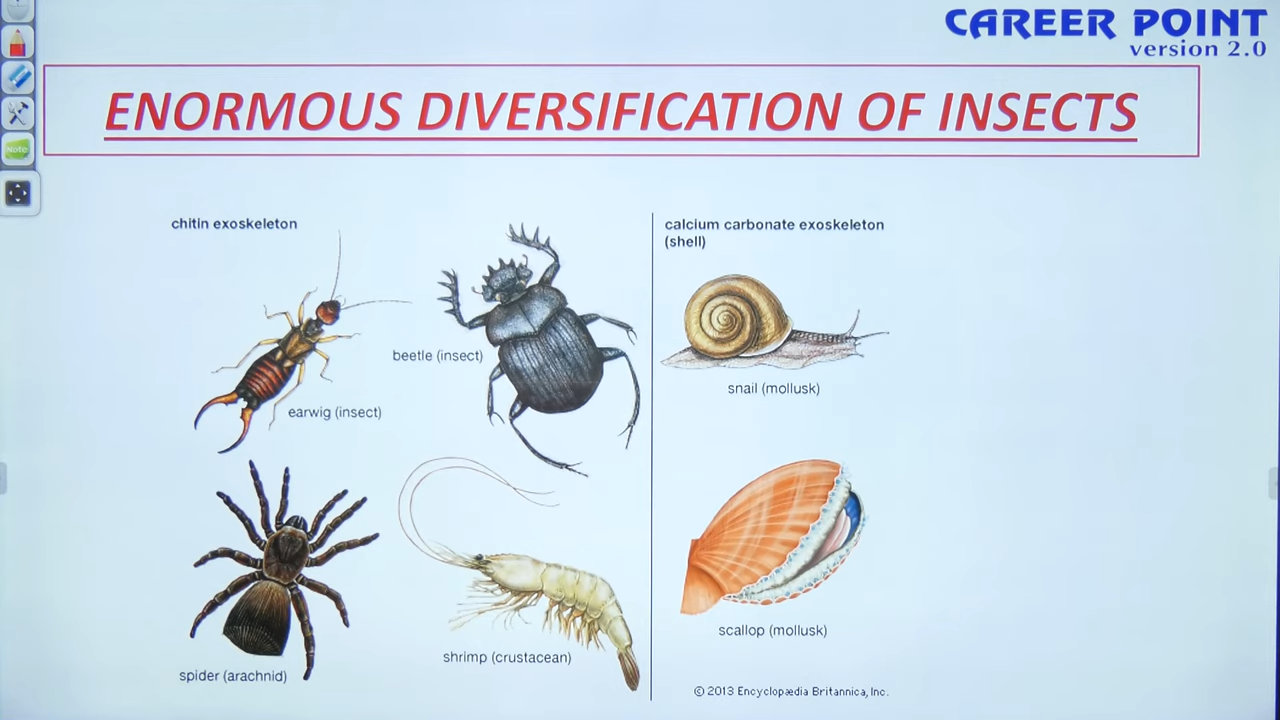 CAREER POINT
version 2.0
ENORMOUS DIVERSIFICATION OF INSECTS
Note
chitin exoskeleton
beetle (insect)
earwig (insect)
spider (arachnid)
shrimp (crustacean)
calcium carbonate exoskeleton
(shell)
snail (mollusk)
scallop (mollusk)
© 2013 Encyclopædia Britannica, Inc.